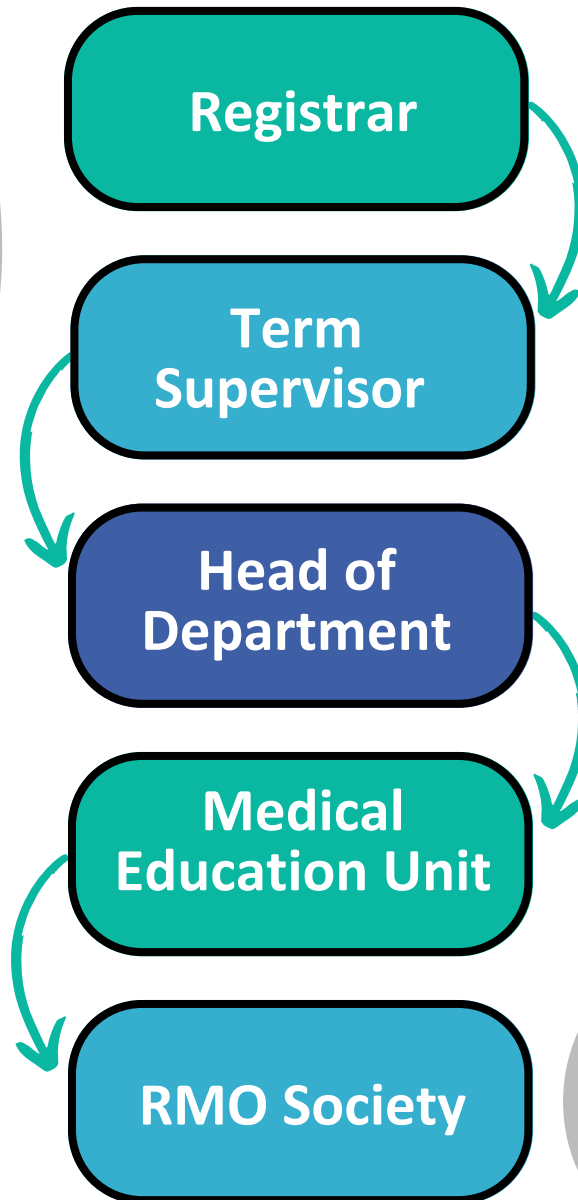 Registrar
Term
Supervisor
Head of
Department
Medical
Education Unit
RMO Society